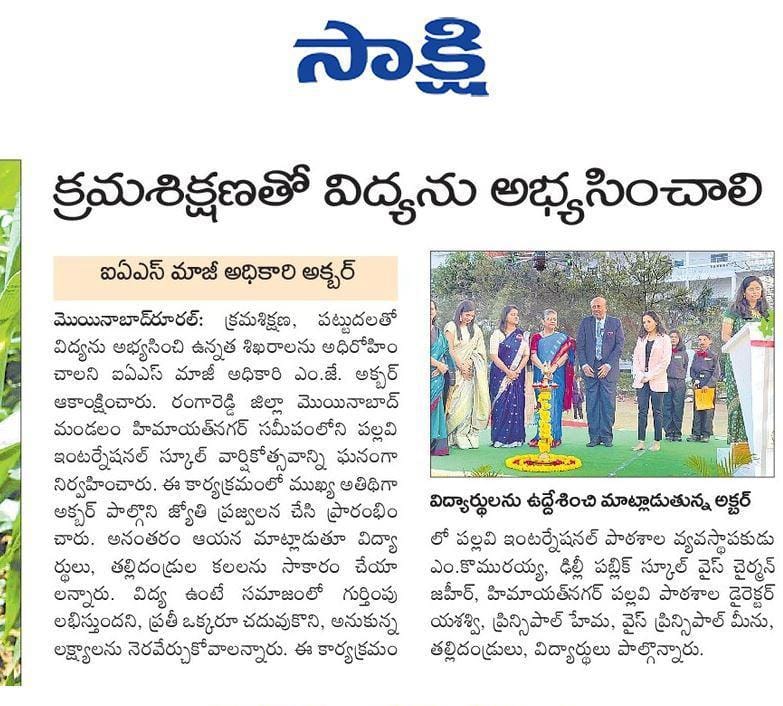 సాక్షి
క్రమశిక్షణతో విద్యను అభ్యసించాలి
ఐఏఎస్ మాజీ అధికారి అక్బర్
మొయినాబాద్‌రూరల్: క్రమశిక్షణ, పట్టుదలతో
విద్యను అభ్యసించి ఉన్నత శిఖరాలను అధిరోహిం
చాలని ఐఏఎస్ మాజీ అధికారి ఎం.జే. అక్బర్
ఆకాంక్షించారు. రంగారెడ్డి జిల్లా మొయినాబాద్
మండలం హిమాయత్‌నగర్ సమీపంలోని పల్లవి
ఇంటర్నేషనల్ స్కూల్ వార్షికోత్సవాన్ని ఘనంగా
నిర్వహించారు. ఈ కార్యక్రమంలో ముఖ్య అతిథిగా
అక్బర్ పాల్గొని జ్యోతి ప్రజ్వలన చేసి ప్రారంభిం
చారు. అనంతరం ఆయన మాట్లాడుతూ విద్యా
ర్థులు, తల్లిదండ్రుల కలలను సాకారం చేయా
లన్నారు. విద్య ఉంటే సమాజంలో గుర్తింపు
లభిస్తుందని, ప్రతీ ఒక్కరూ చదువుకొని, అనుకున్న
లక్ష్యాలను నెరవేర్చుకోవాలన్నారు. ఈ కార్యక్రమం
విద్యార్థులను ఉద్దేశించి మాట్లాడుతున్న అక్బర్
లో పల్లవి ఇంటర్నేషనల్ పాఠశాల వ్యవస్థాపకుడు
ఎం.కొమురయ్య, ఢిల్లీ పబ్లిక్ స్కూల్ వైస్ చైర్మన్
జహీర్, హిమాయత్‌నగర్ పల్లవి పాఠశాల డైరెక్టర్
యశస్వి, ప్రిన్సిపాల్ హేమ, వైస్ ప్రిన్సిపాల్ మీను,
తల్లిదండ్రులు, విద్యార్థులు పాల్గొన్నారు.